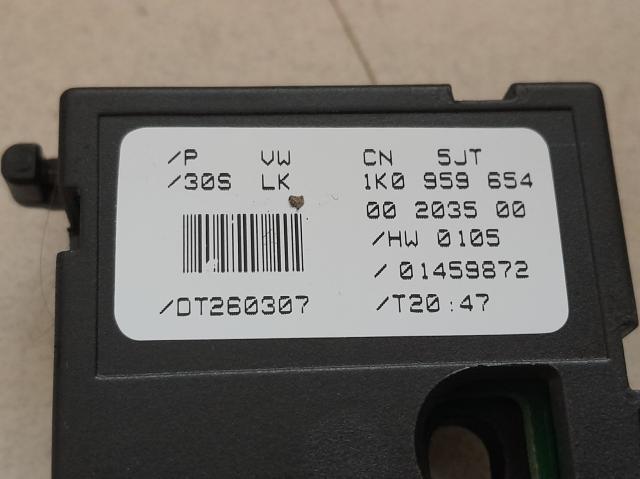 /P VW CN 5JT
/30S LK 1K0 959 654
00 2035 00
/HW 0105
/01459872
/DT260307 /T20:47